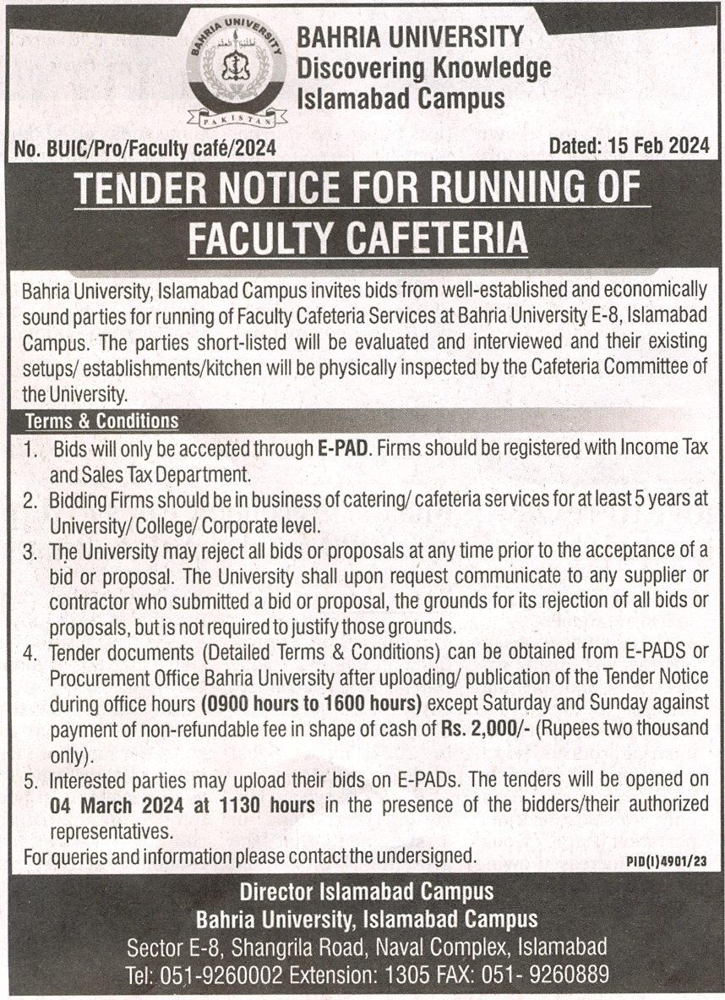 BAHRIA UNIVERSITY
PAKISTAN
BAHRIA UNIVERSITY
Discovering Knowledge
Islamabad Campus
No. BUIC/Pro/Faculty café/2024
Dated: 15 Feb 2024
TENDER NOTICE FOR RUNNING OF
FACULTY CAFETERIA
Bahria University, Islamabad Campus invites bids from well-established and economically
sound parties for running of Faculty Cafeteria Services at Bahria University E-8, Islamabad
Campus. The parties short-listed will be evaluated and interviewed and their existing
setups/ establishments/kitchen will be physically inspected by the Cafeteria Committee of
the University.
Terms & Conditions
1. Bids will only be accepted through E-PAD. Firms should be registered with Income Tax
and Sales Tax Department.
2. Bidding Firms should be in business of catering/ cafeteria services for at least 5 years at
University/ College/ Corporate level.
3. The University may reject all bids or proposals at any time prior to the acceptance of a
bid or proposal. The University shall upon request communicate to any supplier or
contractor who submitted a bid or proposal, the grounds for its rejection of all bids or
proposals, but is not required to justify those grounds.
4. Tender documents (Detailed Terms & Conditions) can be obtained from E-PADS or
Procurement Office Bahria University after uploading/ publication of the Tender Notice
during office hours (0900 hours to 1600 hours) except Saturday and Sunday against
payment of non-refundable fee in shape of cash of Rs. 2,000/- (Rupees two thousand
only).
5. Interested parties may upload their bids on E-PADs. The tenders will be opened on
04 March 2024 at 1130 hours in the presence of the bidders/their authorized
representatives.
For queries and information please contact the undersigned.
PID(I)4901/23
Director Islamabad Campus
Bahria University, Islamabad Campus
Sector E-8, Shangrila Road, Naval Complex, Islamabad
Tel: 051-9260002 Extension: 1305 FAX: 051- 9260889